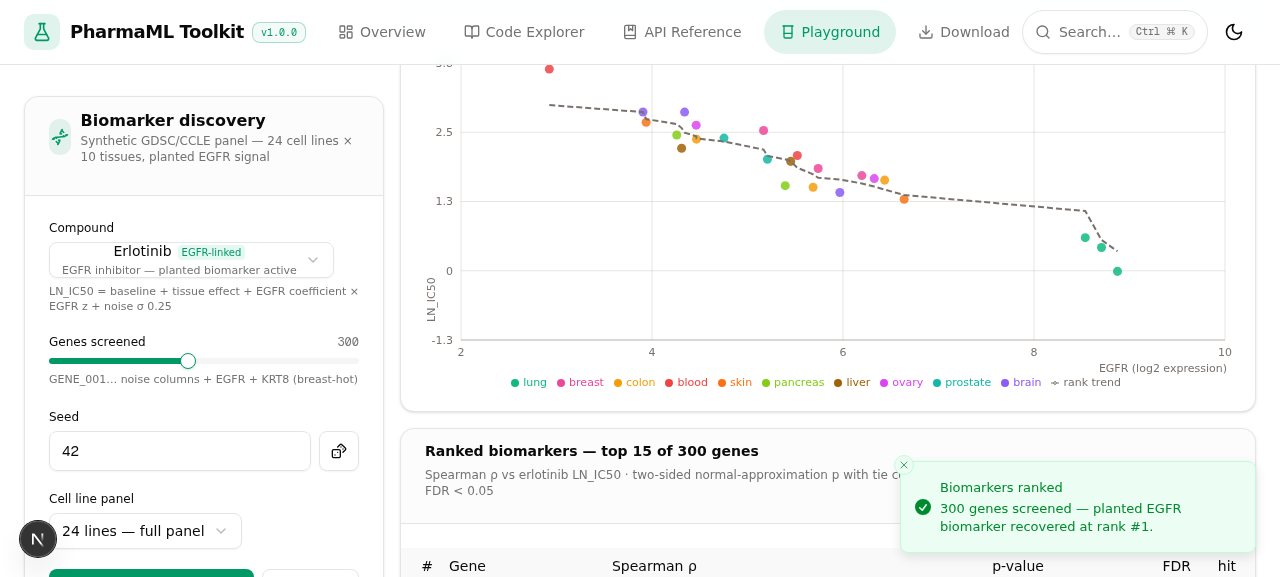 PharmaML Toolkit v1.0.0 Overview Code Explorer API Reference Playground Download Search... Ctrl ⌘ K
Biomarker discovery
Synthetic GDSC/CCLE panel — 24 cell lines ×
10 tissues, planted EGFR signal
Compound
Erlotinib EGFR-linked
EGFR inhibitor — planted biomarker active
LN_IC50 = baseline + tissue effect + EGFR coefficient ×
EGFR z + noise σ 0.25
Genes screened 300
GENE_001… noise columns + EGFR + KRT8 (breast-hot)
Seed
42
Cell line panel
24 lines — full panel
N
2.5
1.3
0
-1.3
LN_IC50
2 4 6 8 10
EGFR (log2 expression)
lung breast colon blood skin pancreas liver ovary prostate brain rank trend
Ranked biomarkers — top 15 of 300 genes
Spearman ρ vs erlotinib LN_IC50 · two-sided normal-approximation p with tie
FDR < 0.05
# Gene Spearman ρ p-value FDR hit
Biomarkers ranked
300 genes screened — planted EGFR
biomarker recovered at rank #1.